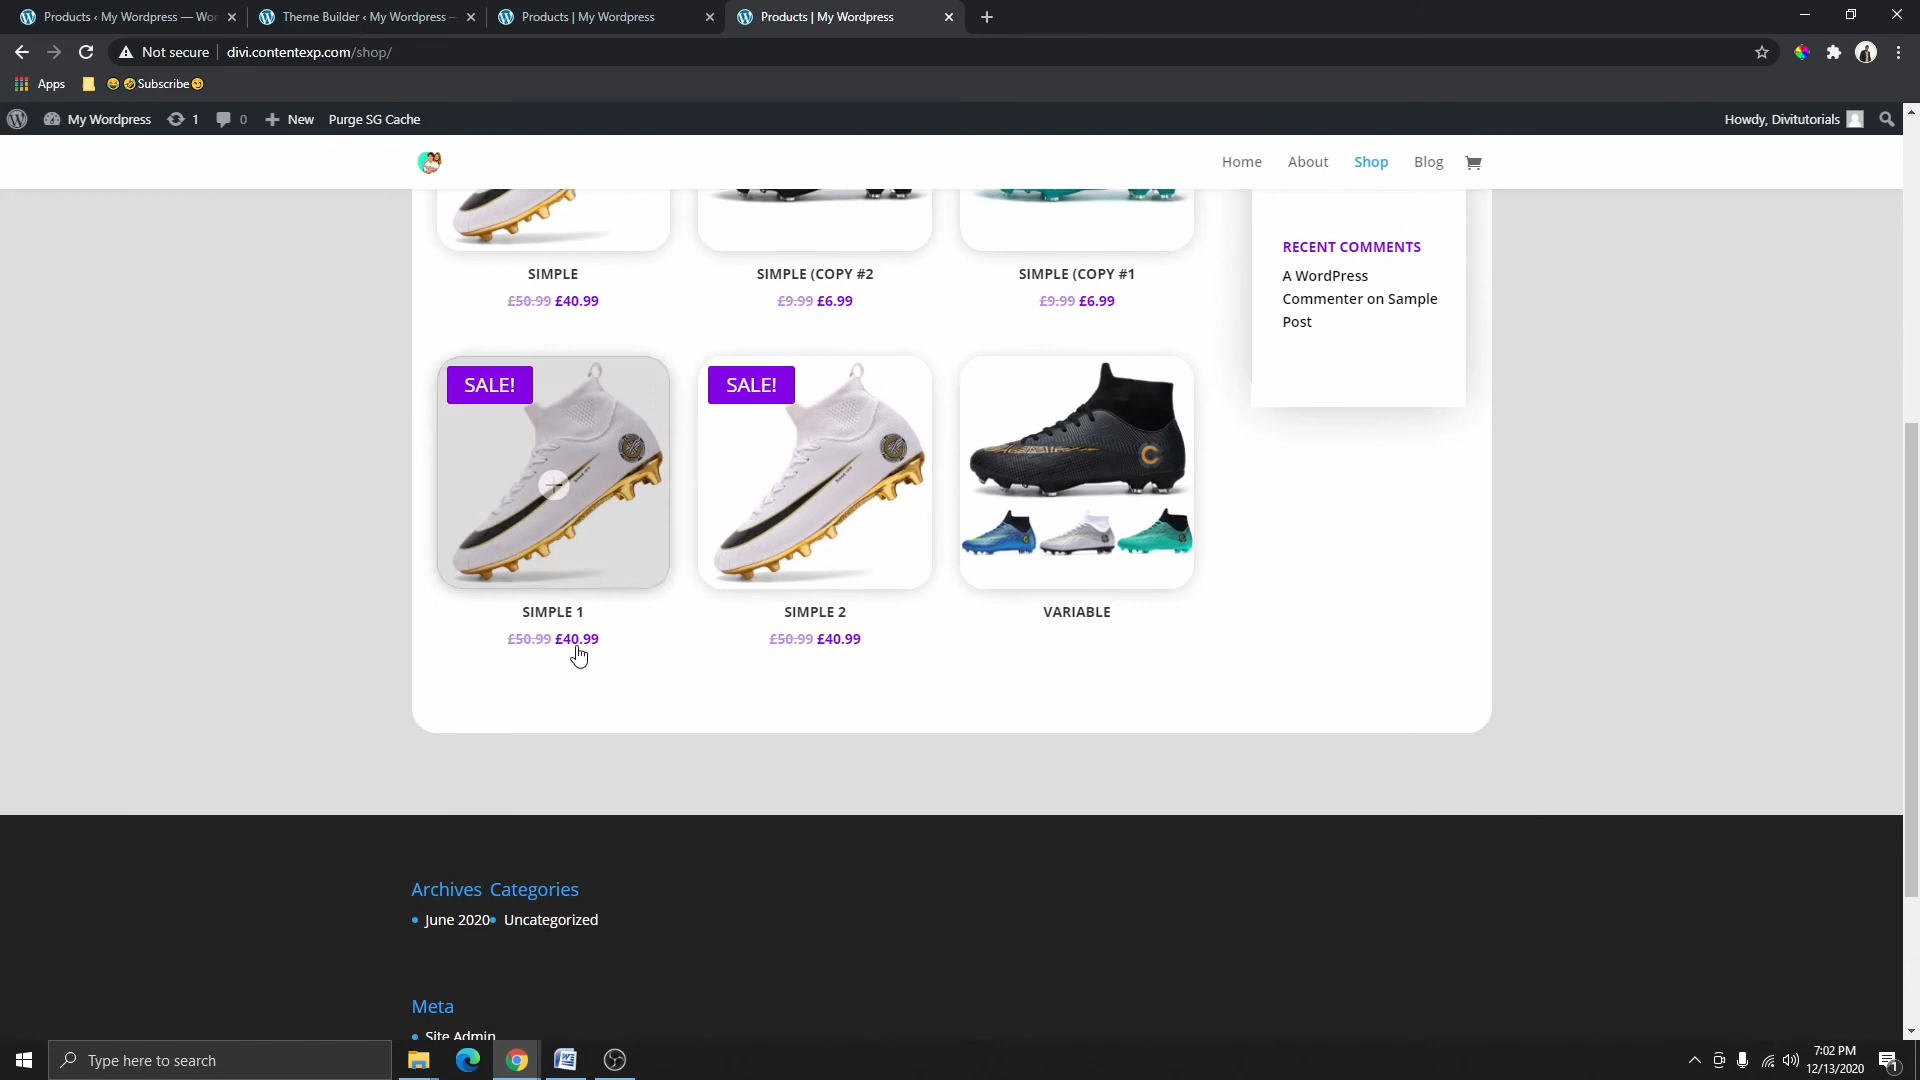 Products ‹ My Wordpress — Wor
Theme Builder ‹ My Wordpress —
Products | My Wordpress
Products | My Wordpress
Not secure
divi.contentexp.com/shop/
Apps
Subscribe
My Wordpress
1
0
New
Purge SG Cache
Howdy, Divitutorials
Home
About
Shop
Blog
SIMPLE
£50.99 £40.99
SIMPLE (COPY #2
£9.99 £6.99
SIMPLE (COPY #1
£9.99 £6.99
RECENT COMMENTS
A WordPress
Commenter on Sample
Post
SALE!
SIMPLE 1
£50.99 £40.99
SALE!
SIMPLE 2
£50.99 £40.99
C
VARIABLE
Archives
June 2020
Categories
Uncategorized
Meta
Site Admin
Type here to search
7:02 PM
12/13/2020
1